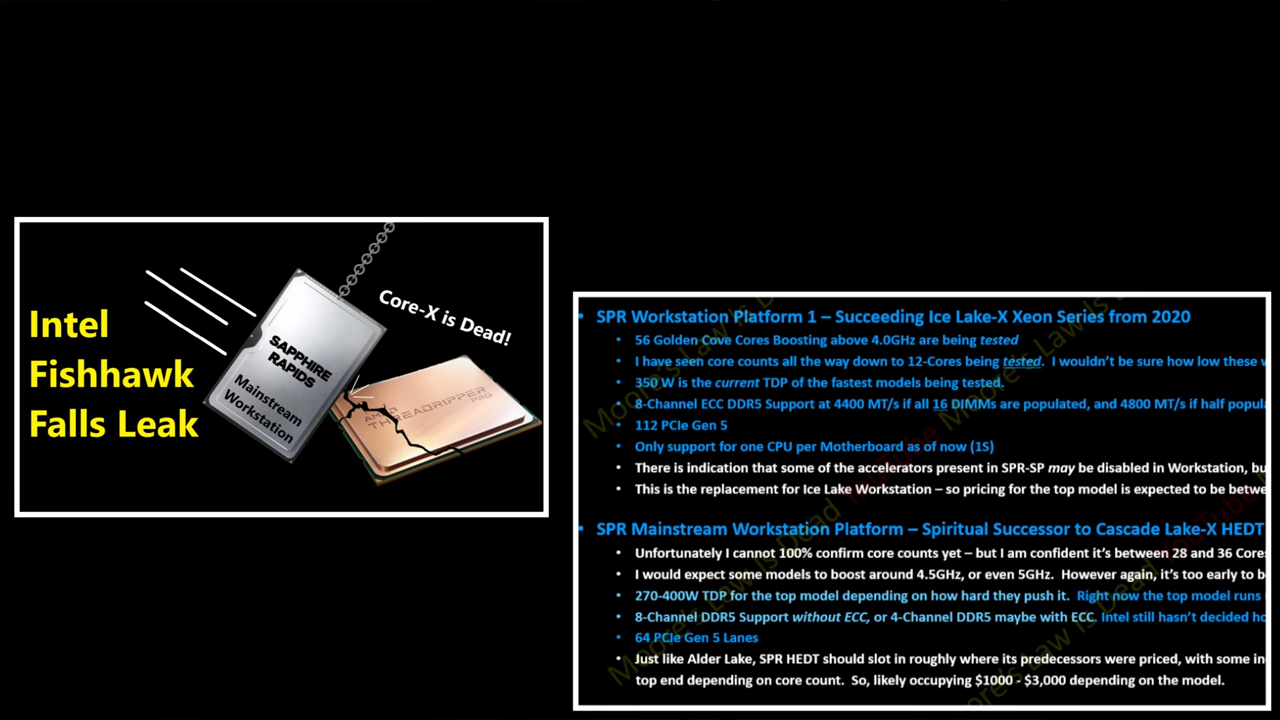 Intel
Fishhawk
Falls Leak
Core-X is Dead!
SAPPHIRE
RAPIDS
Mainstream
Workstation
AMD
THREADRIPPER
PRO
• SPR Workstation Platform 1 – Succeeding Ice Lake-X Xeon Series from 2020
• 56 Golden Cove Cores Boosting above 4.0GHz are being tested
• I have seen core counts all the way down to 12-Cores being tested. I wouldn't be sure how low these
• 350 W is the current TDP of the fastest models being tested.
• 8-Channel ECC DDR5 Support at 4400 MT/s if all 16 DIMMs are populated, and 4800 MT/s if half popul
• 112 PCIe Gen 5
• Only support for one CPU per Motherboard as of now (1S)
• There is indication that some of the accelerators present in SPR-SP may be disabled in Workstation, bu
• This is the replacement for Ice Lake Workstation – so pricing for the top model is expected to be betwe
• SPR Mainstream Workstation Platform – Spiritual Successor to Cascade Lake-X HEDT
• Unfortunately I cannot 100% confirm core counts yet – but I am confident it's between 28 and 36 Core
• I would expect some models to boost around 4.5GHz, or even 5GHz. However again, it's too early to b
• 270-400W TDP for the top model depending on how hard they push it. Right now the top model runs
• 8-Channel DDR5 Support without ECC, or 4-Channel DDR5 maybe with ECC. Intel still hasn't decided ho
• 64 PCIe Gen 5 Lanes
• Just like Alder Lake, SPR HEDT should slot in roughly where its predecessors were priced, with some in
top end depending on core count. So, likely occupying $1000 - $3,000 depending on the model.